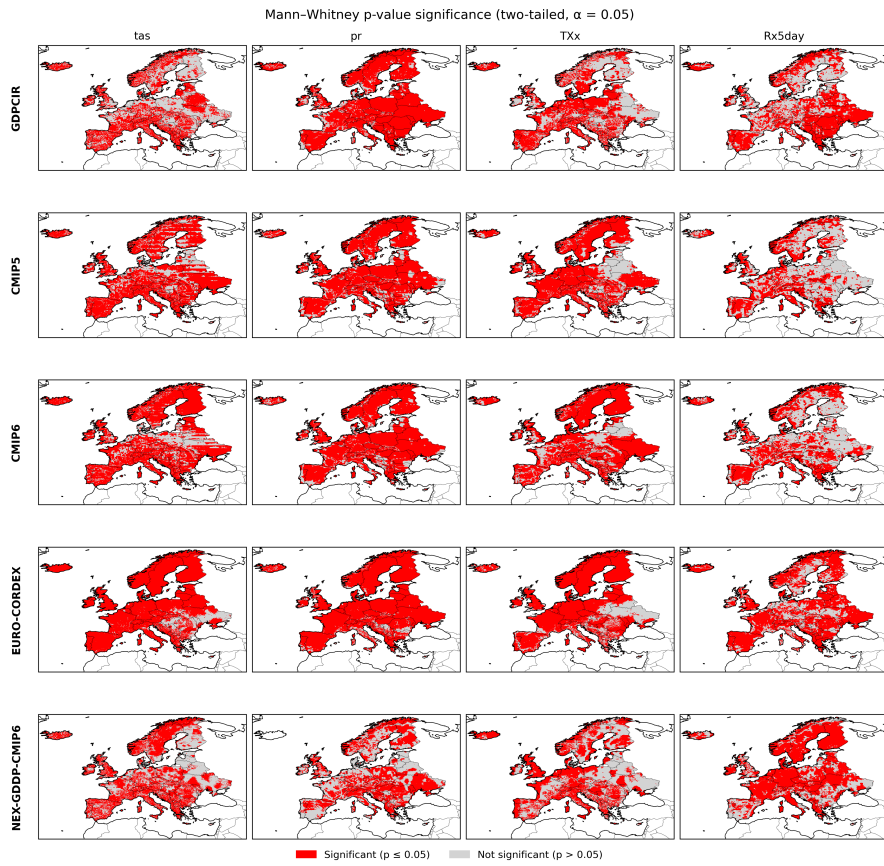 Mann–Whitney p-value significance (two-tailed, α = 0.05)
tas pr TXx Rx5day
GDPCIR
CMIP5
CMIP6
EURO-CORDEX
NEX-GDDP-CMIP6
Significant (p ≤ 0.05) Not significant (p > 0.05)